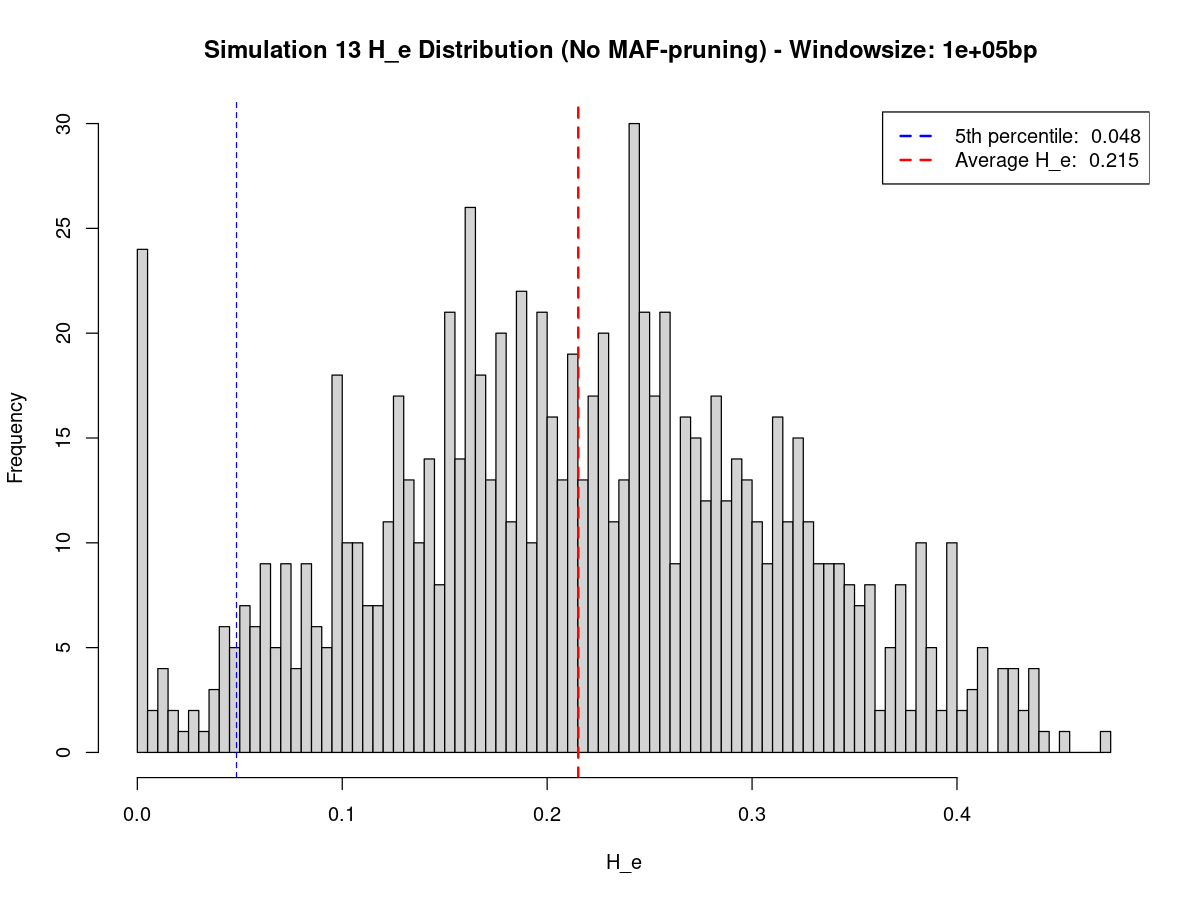 Simulation 13 H_e Distribution (No MAF-pruning) - Windowsize: 1e+05bp
5th percentile: 0.048
Average H_e: 0.215
Frequency
30
25
20
15
10
5
0
0.0 0.1 0.2 0.3 0.4
H_e